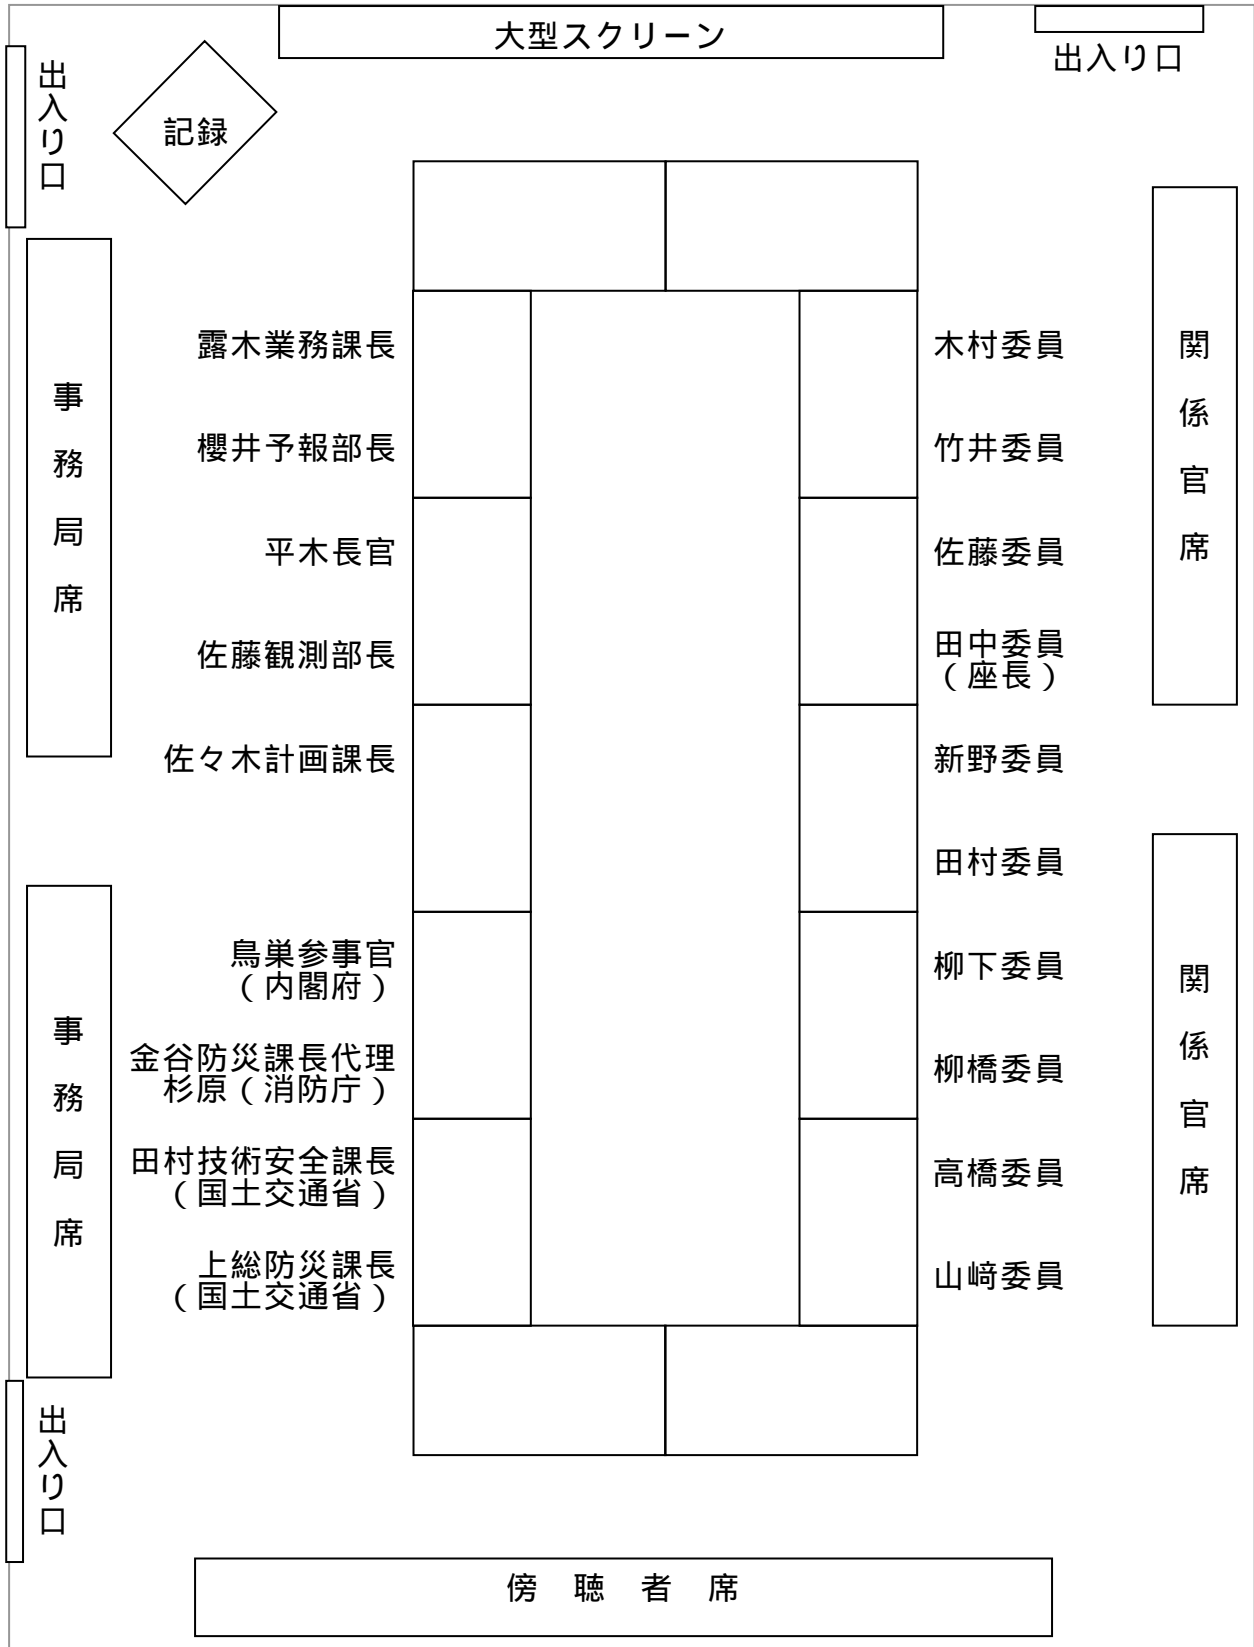 大型スクリーン
出入り口
出入り口
記録
事務局席
露木業務課長
櫻井予報部長
平木長官
佐藤観測部長
佐々木計画課長
木村委員
竹井委員
佐藤委員
田中委員
（座長）
新野委員
田村委員
関係官席
事務局席
鳥巣参事官
（内閣府）
金谷防災課長代理
杉原（消防庁）
田村技術安全課長
（国土交通省）
上総防災課長
（国土交通省）
柳下委員
柳橋委員
高橋委員
山﨑委員
関係官席
出入り口
傍聴者席